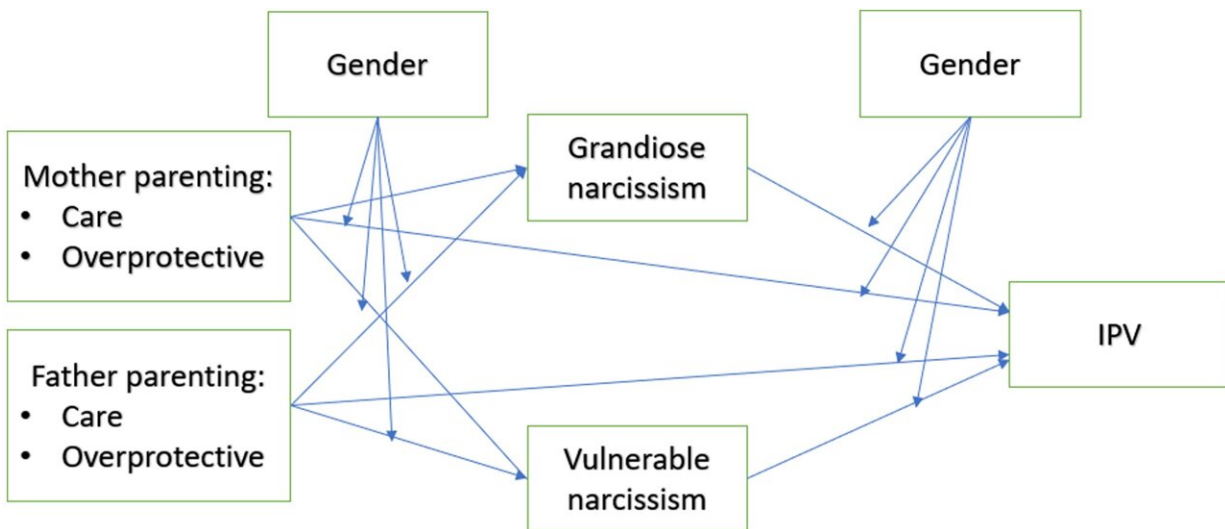 Gender
Gender
Mother parenting:
• Care
• Overprotective
Grandiose
narcissism
IPV
Father parenting:
• Care
• Overprotective
Vulnerable
narcissism